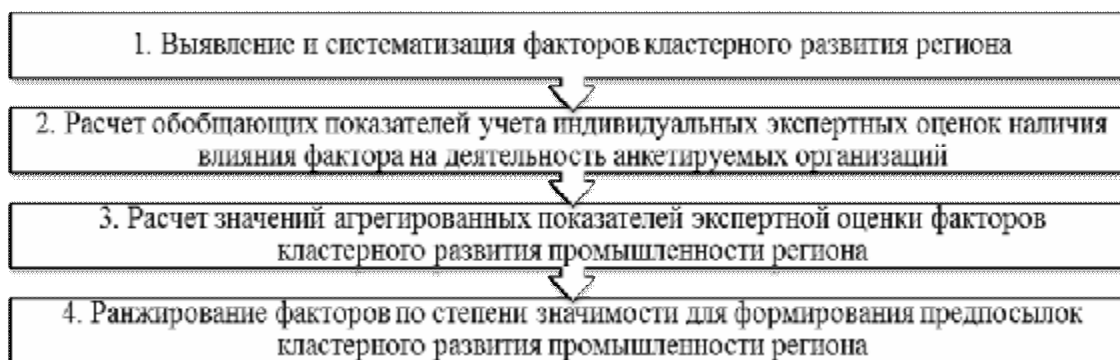 1. Выявление и систематизация факторов кластерного развития региона
2. Расчет обобщающих показателей учета индивидуальных экспертных оценок наличия
влияния фактора на деятельность анкетируемых организаций
3. Расчет значений агрегированных показателей экспертной оценки факторов
кластерного развития промышленности региона
4. Ранжирование факторов по степени значимости для формирования предпосылок
кластерного развития промышленности региона